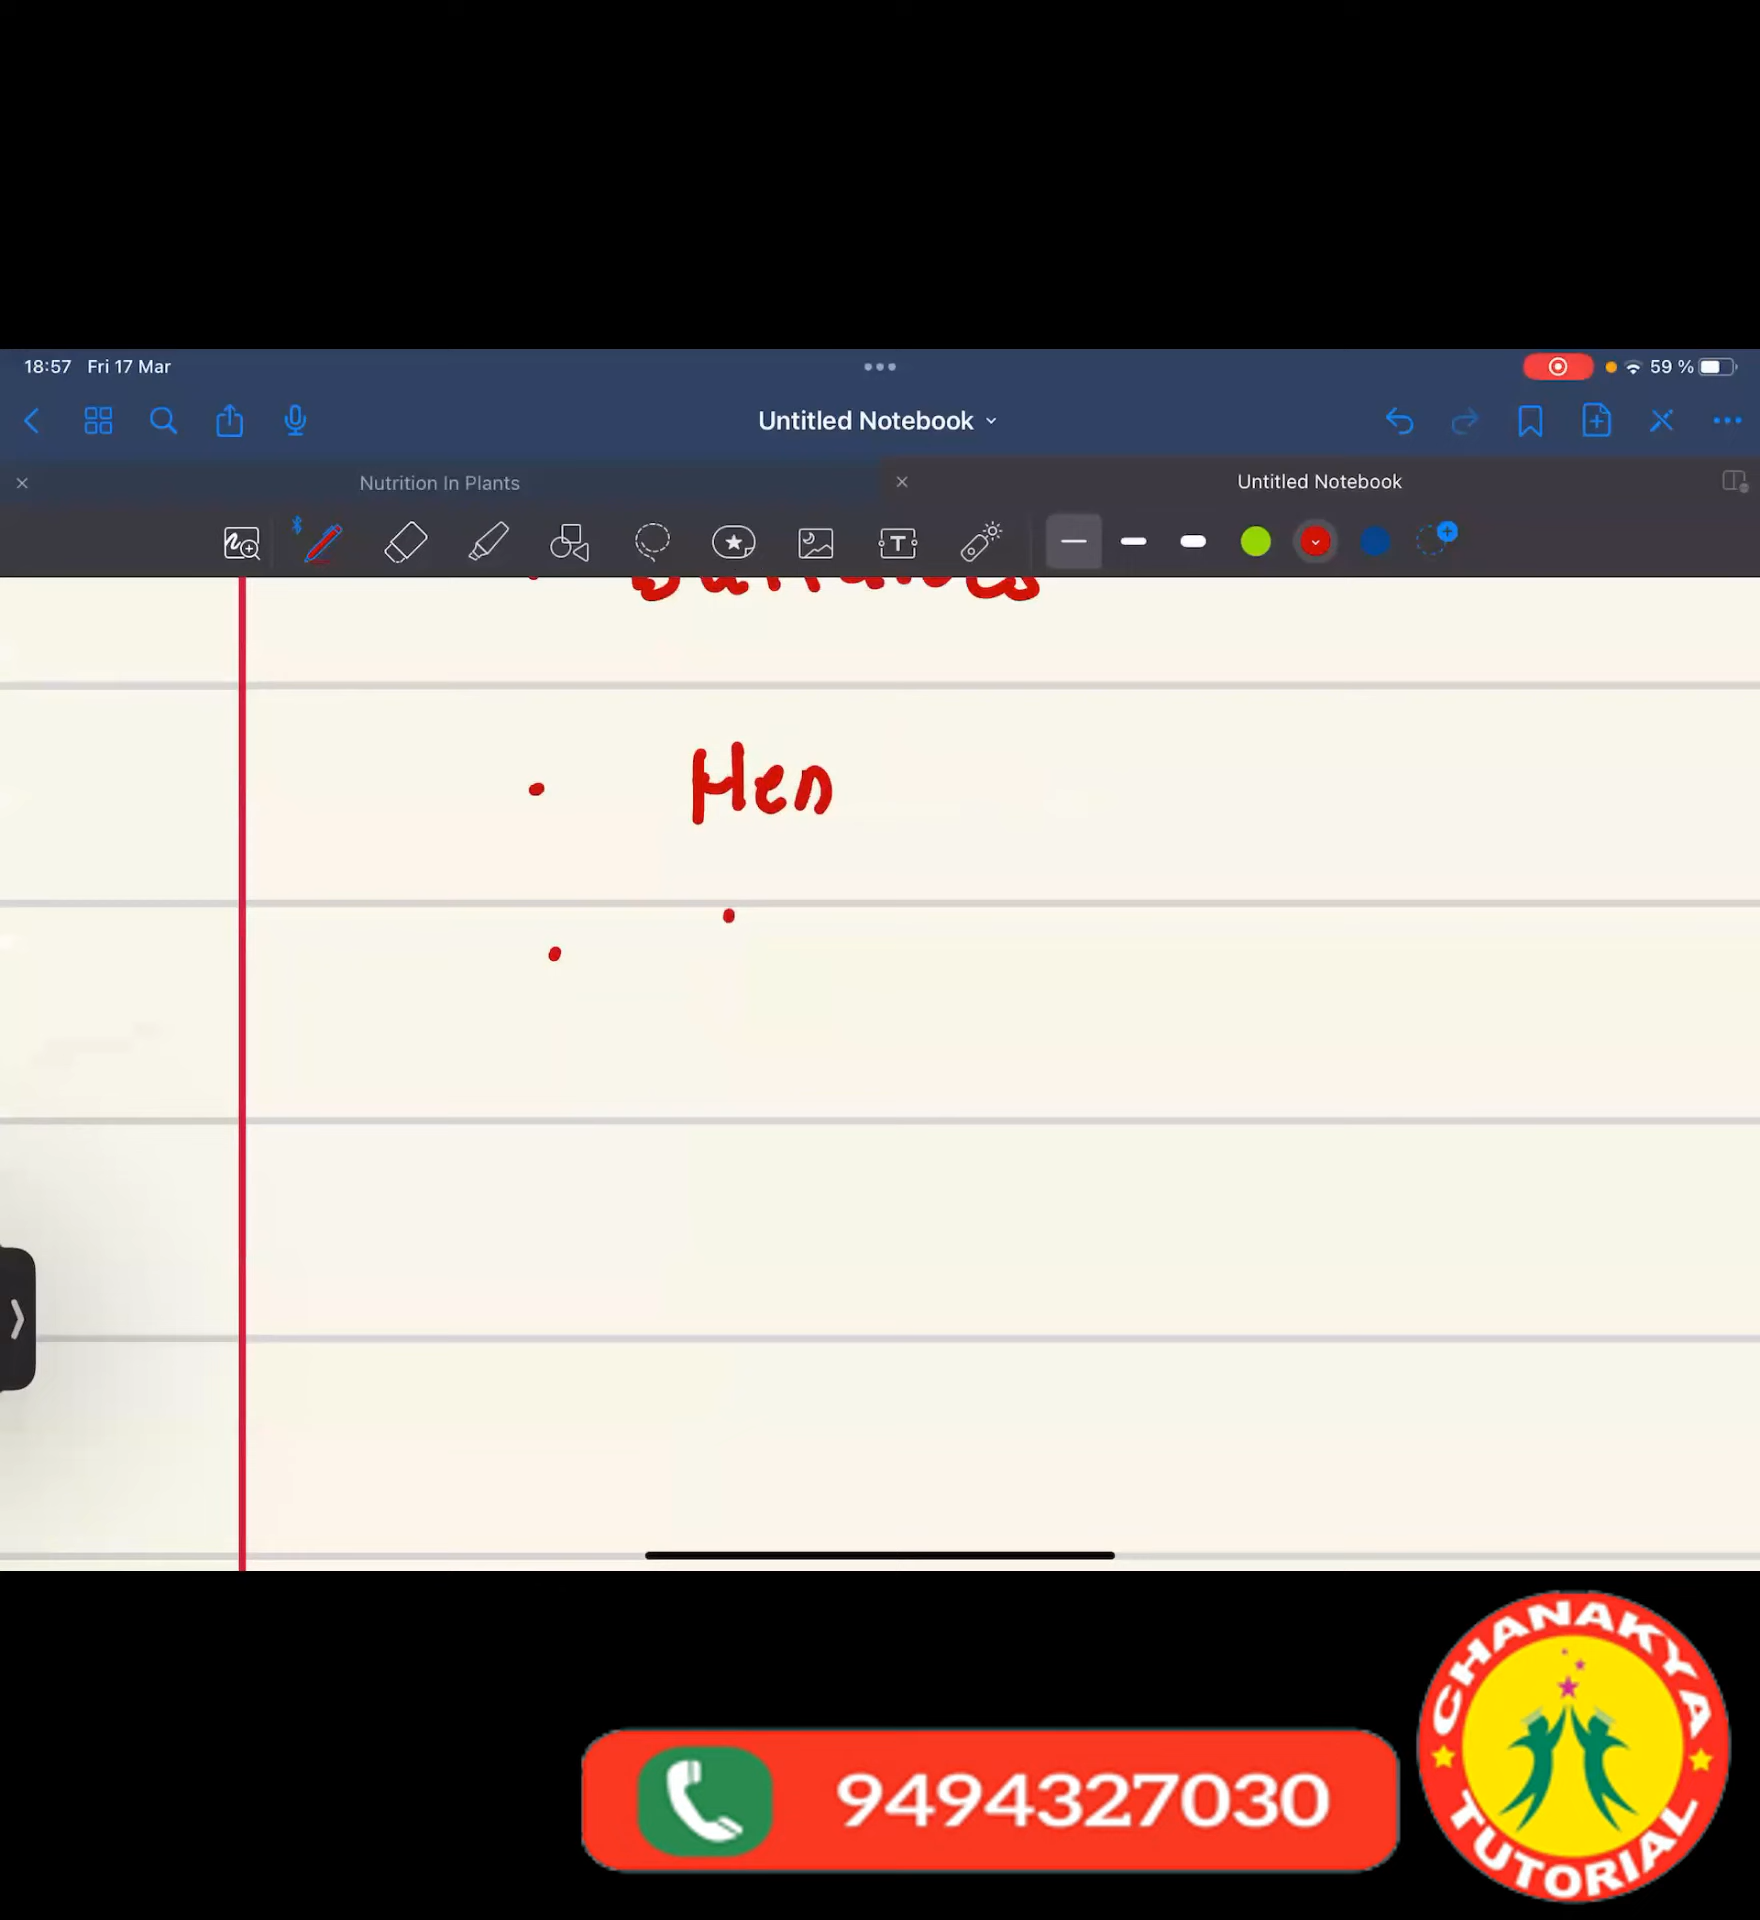 18:57 Fri 17 Mar
59 %
Untitled Notebook
Nutrition In Plants
Untitled Notebook
T
Hen
9494327030
CHANAKYA
TUTORIAL